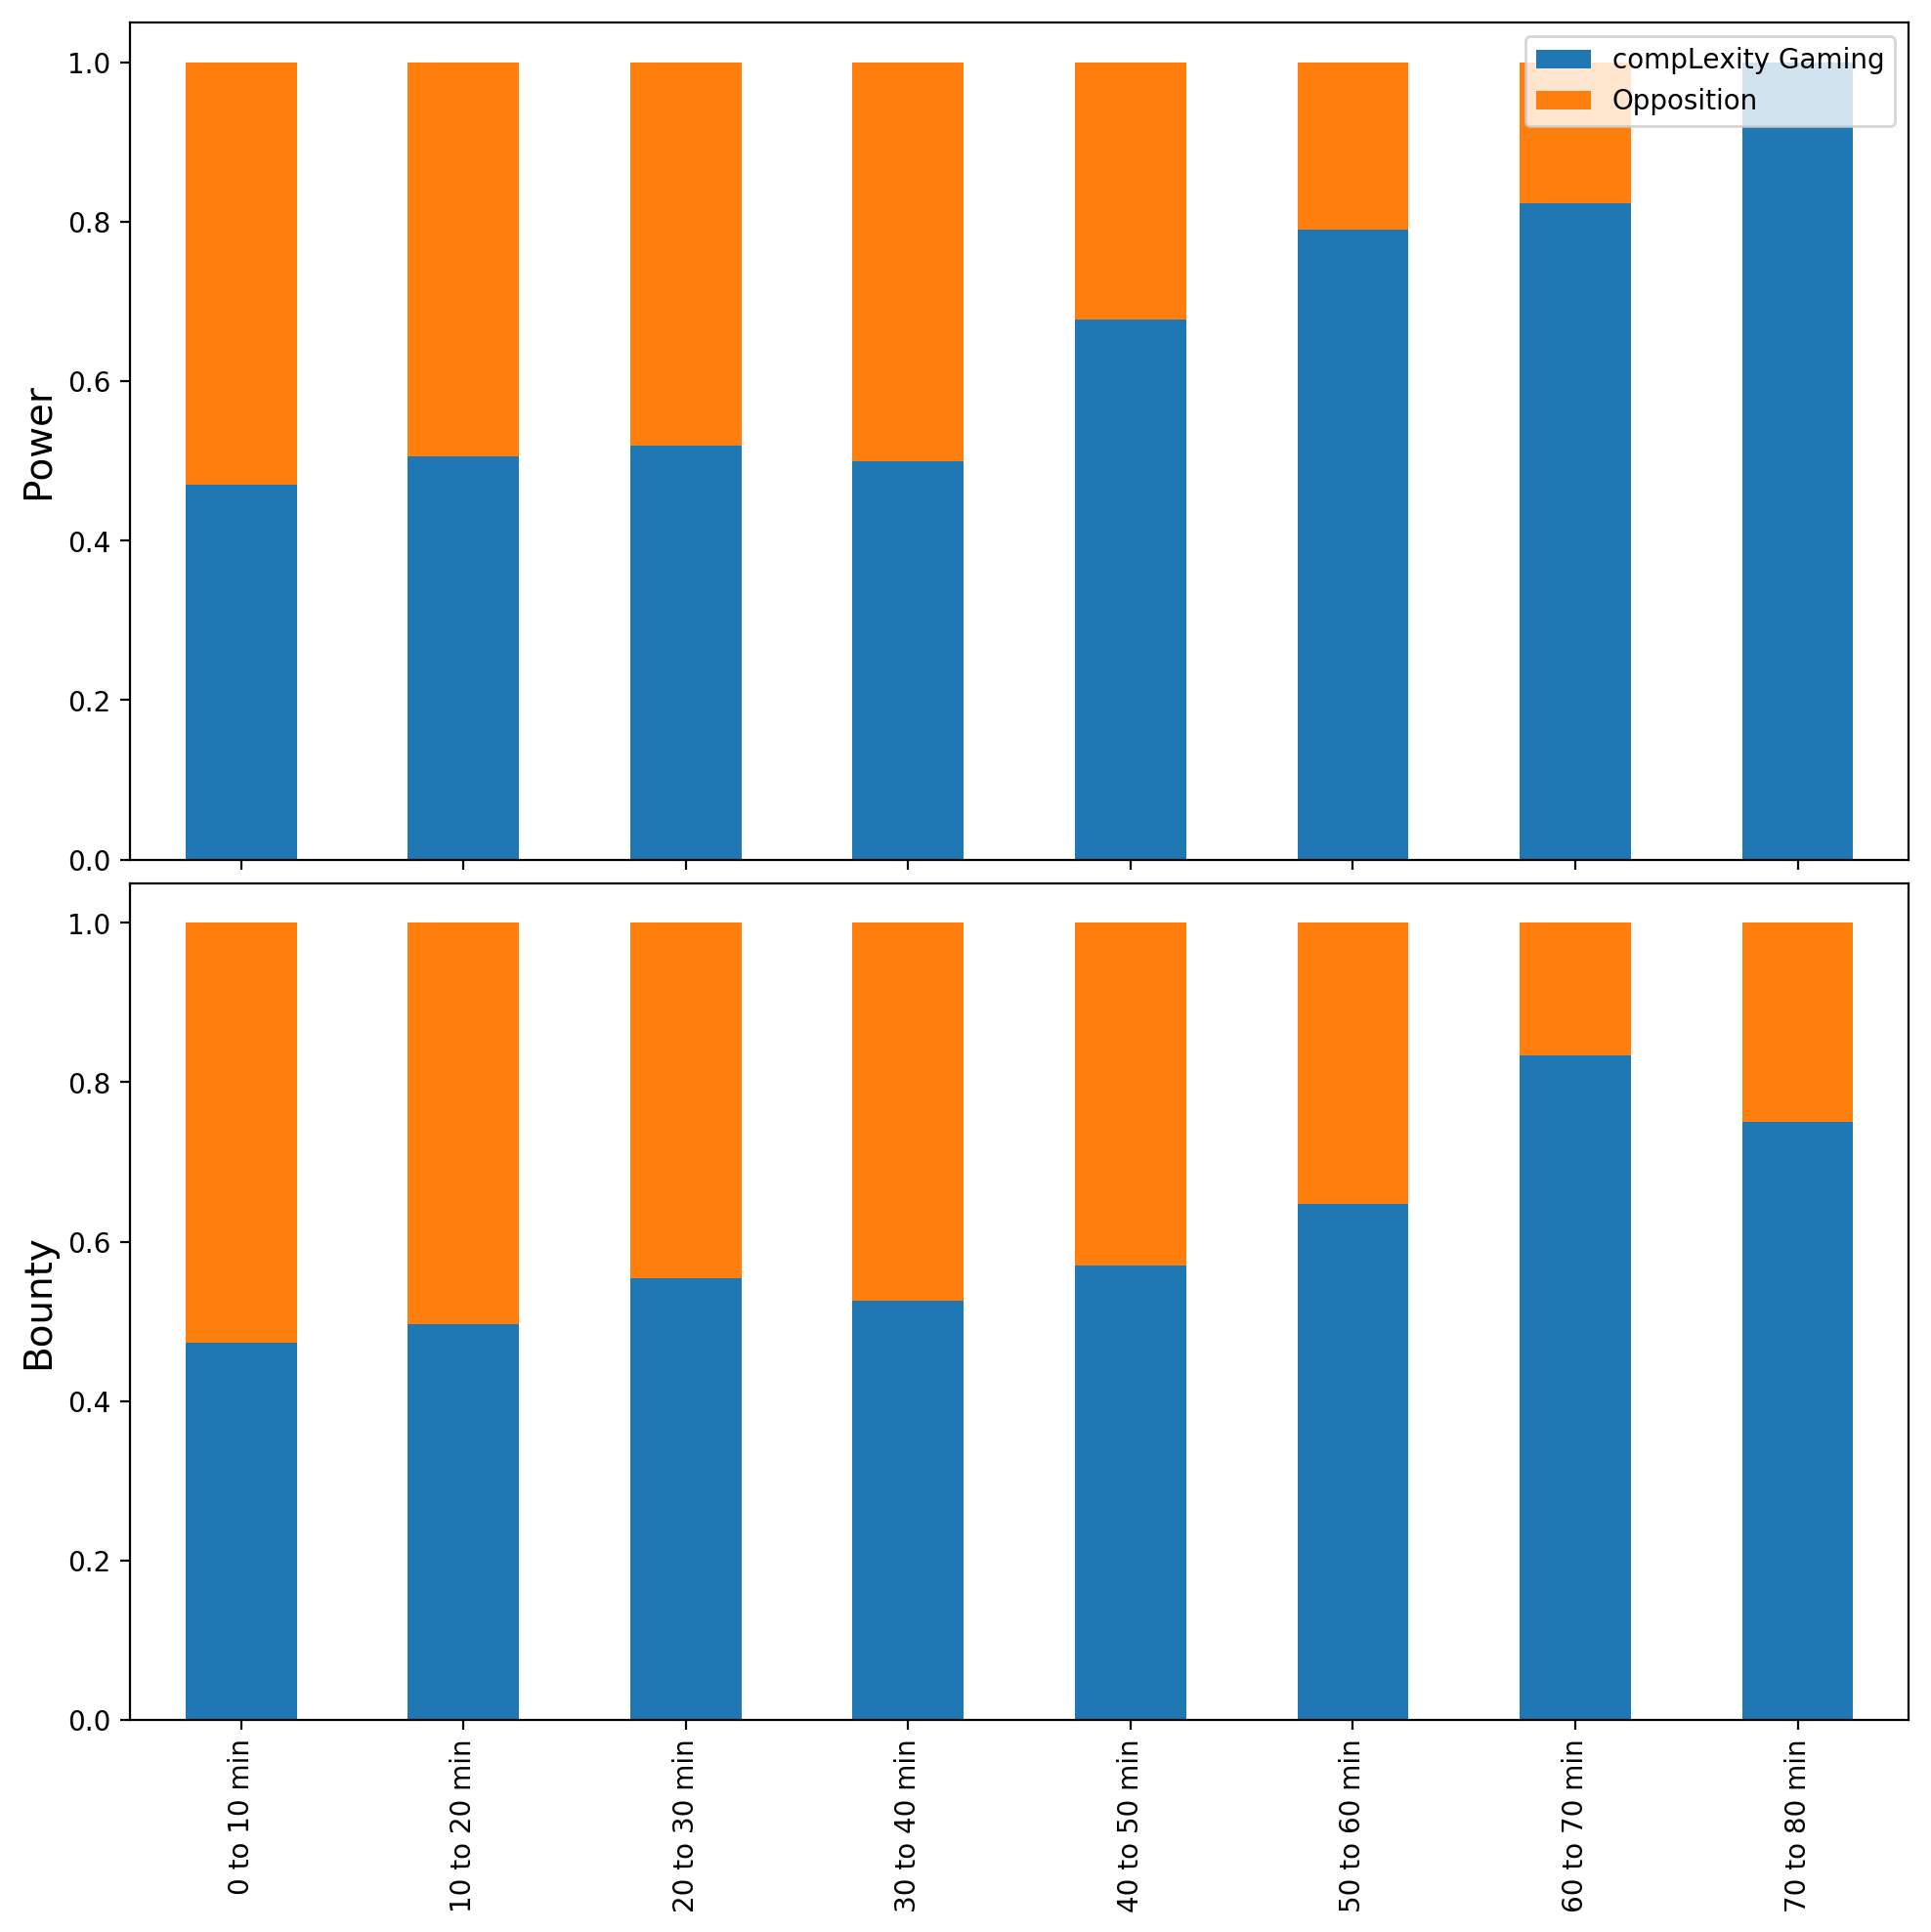 compLexity Gaming
Opposition
1.0
0.8
0.6
0.4
0.2
0.0
Power
1.0
0.8
0.6
0.4
0.2
0.0
Bounty
0 to 10 min
10 to 20 min
20 to 30 min
30 to 40 min
40 to 50 min
50 to 60 min
60 to 70 min
70 to 80 min